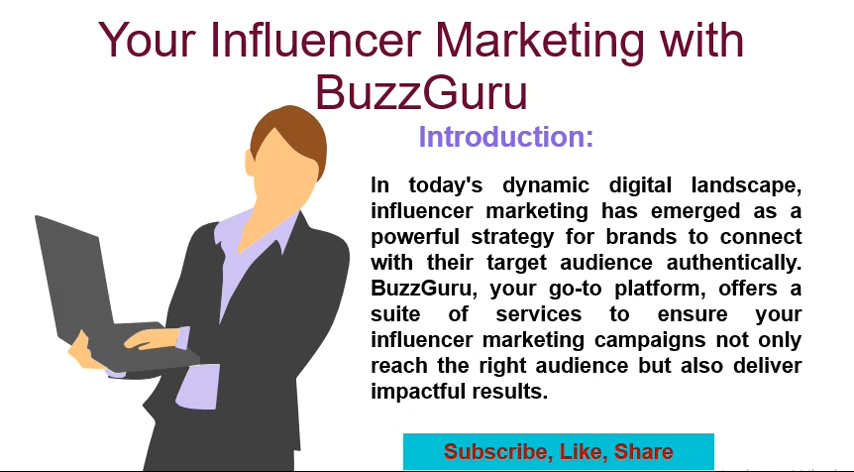 Your Influencer Marketing with
BuzzGuru
Introduction:
In today's dynamic digital landscape,
influencer marketing has emerged as a
powerful strategy for brands to connect
with their target audience authentically.
BuzzGuru, your go-to platform, offers a
suite of services to ensure your
influencer marketing campaigns not only
reach the right audience but also deliver
impactful results.
Subscribe, Like, Share